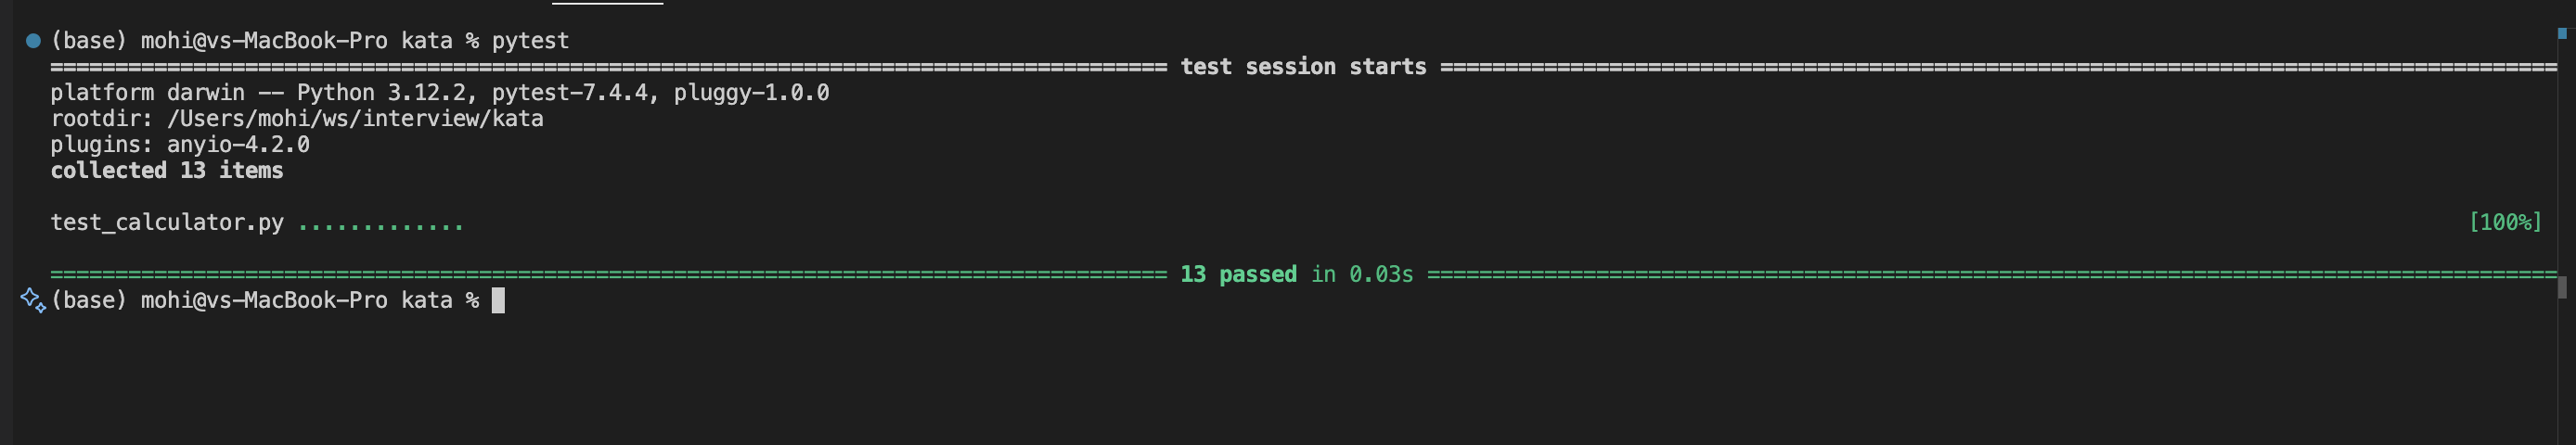 (base) mohi@vs-MacBook-Pro kata % pytest
====================================================================================== test session starts ======================================================================================
platform darwin -- Python 3.12.2, pytest-7.4.4, pluggy-1.0.0
rootdir: /Users/mohi/ws/interview/kata
plugins: anyio-4.2.0
collected 13 items
test_calculator.py ............. [100%]
====================================================================================== 13 passed in 0.03s =======================================================================================
(base) mohi@vs-MacBook-Pro kata %